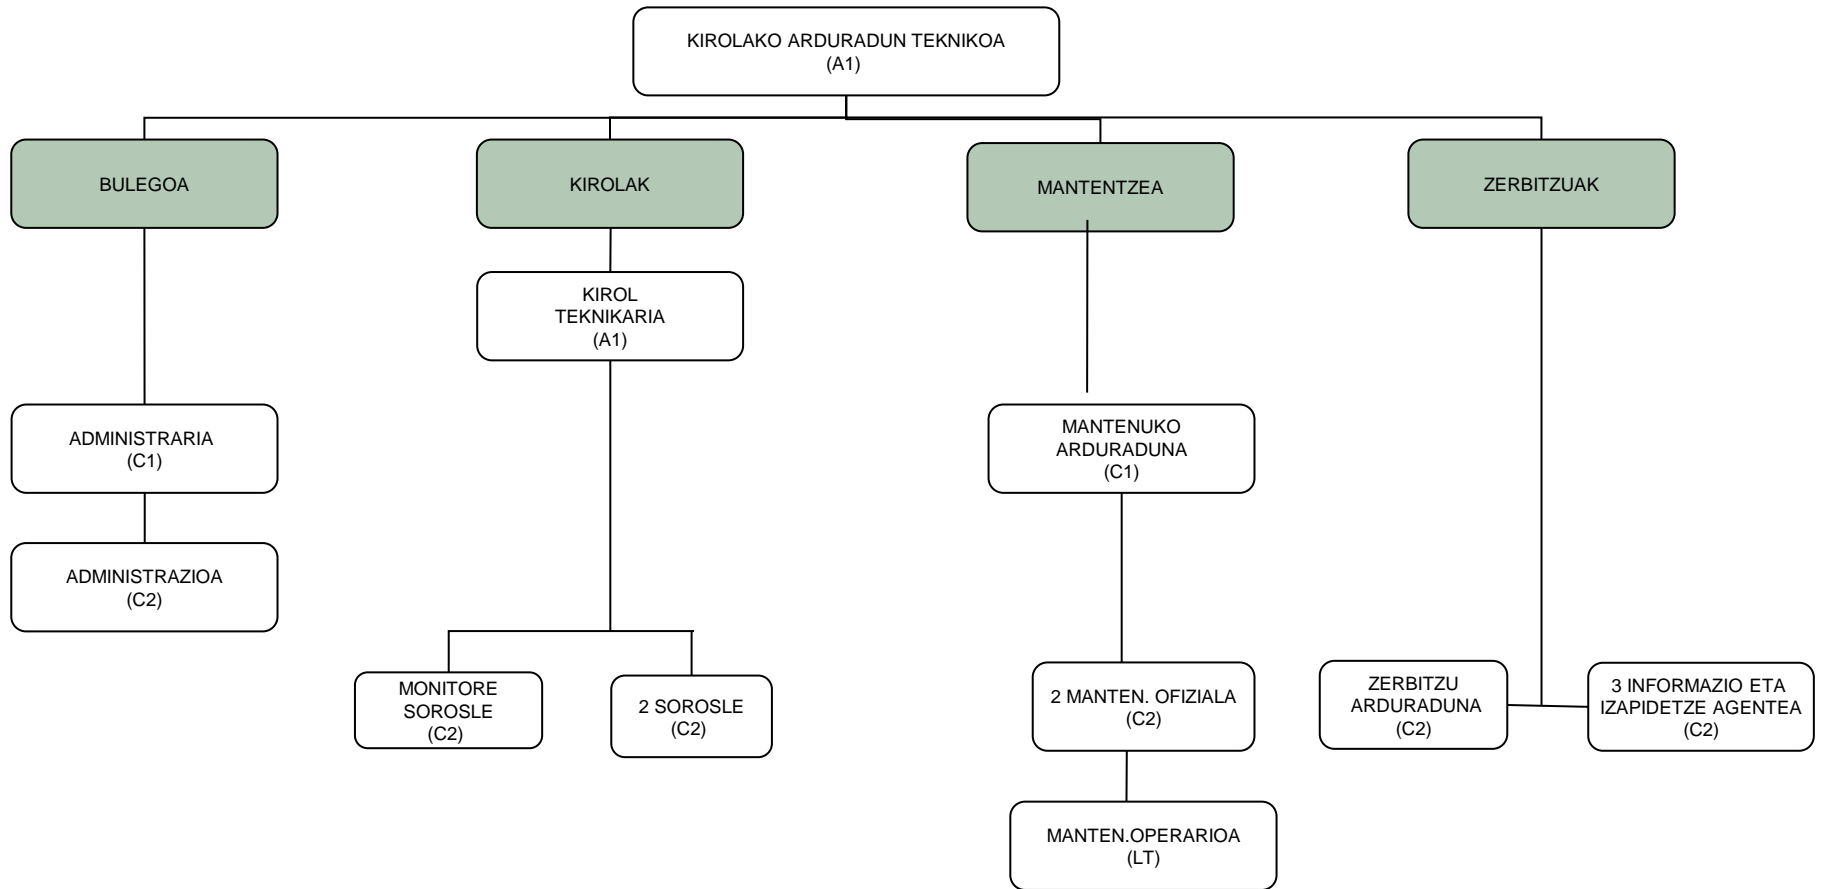 KIROLAKO ARDURADUN TEKNIKOA
(A1)
BULEGOA
KIROLAK
MANTENTZEA
ZERBITZUAK
KIROL
TEKNIKARIA
(A1)
ADMINISTRARIA
(C1)
MANTENUKO
ARDURADUNA
(C1)
ADMINISTRAZIOA
(C2)
MONITORE
SOROSLE
(C2)
2 SOROSLE
(C2)
2 MANTEN. OFIZIALA
(C2)
ZERBITZU
ARDURADUNA
(C2)
3 INFORMAZIO ETA
IZAPIDETZE AGENTEA
(C2)
MANTEN.OPERARIOA
(LT)